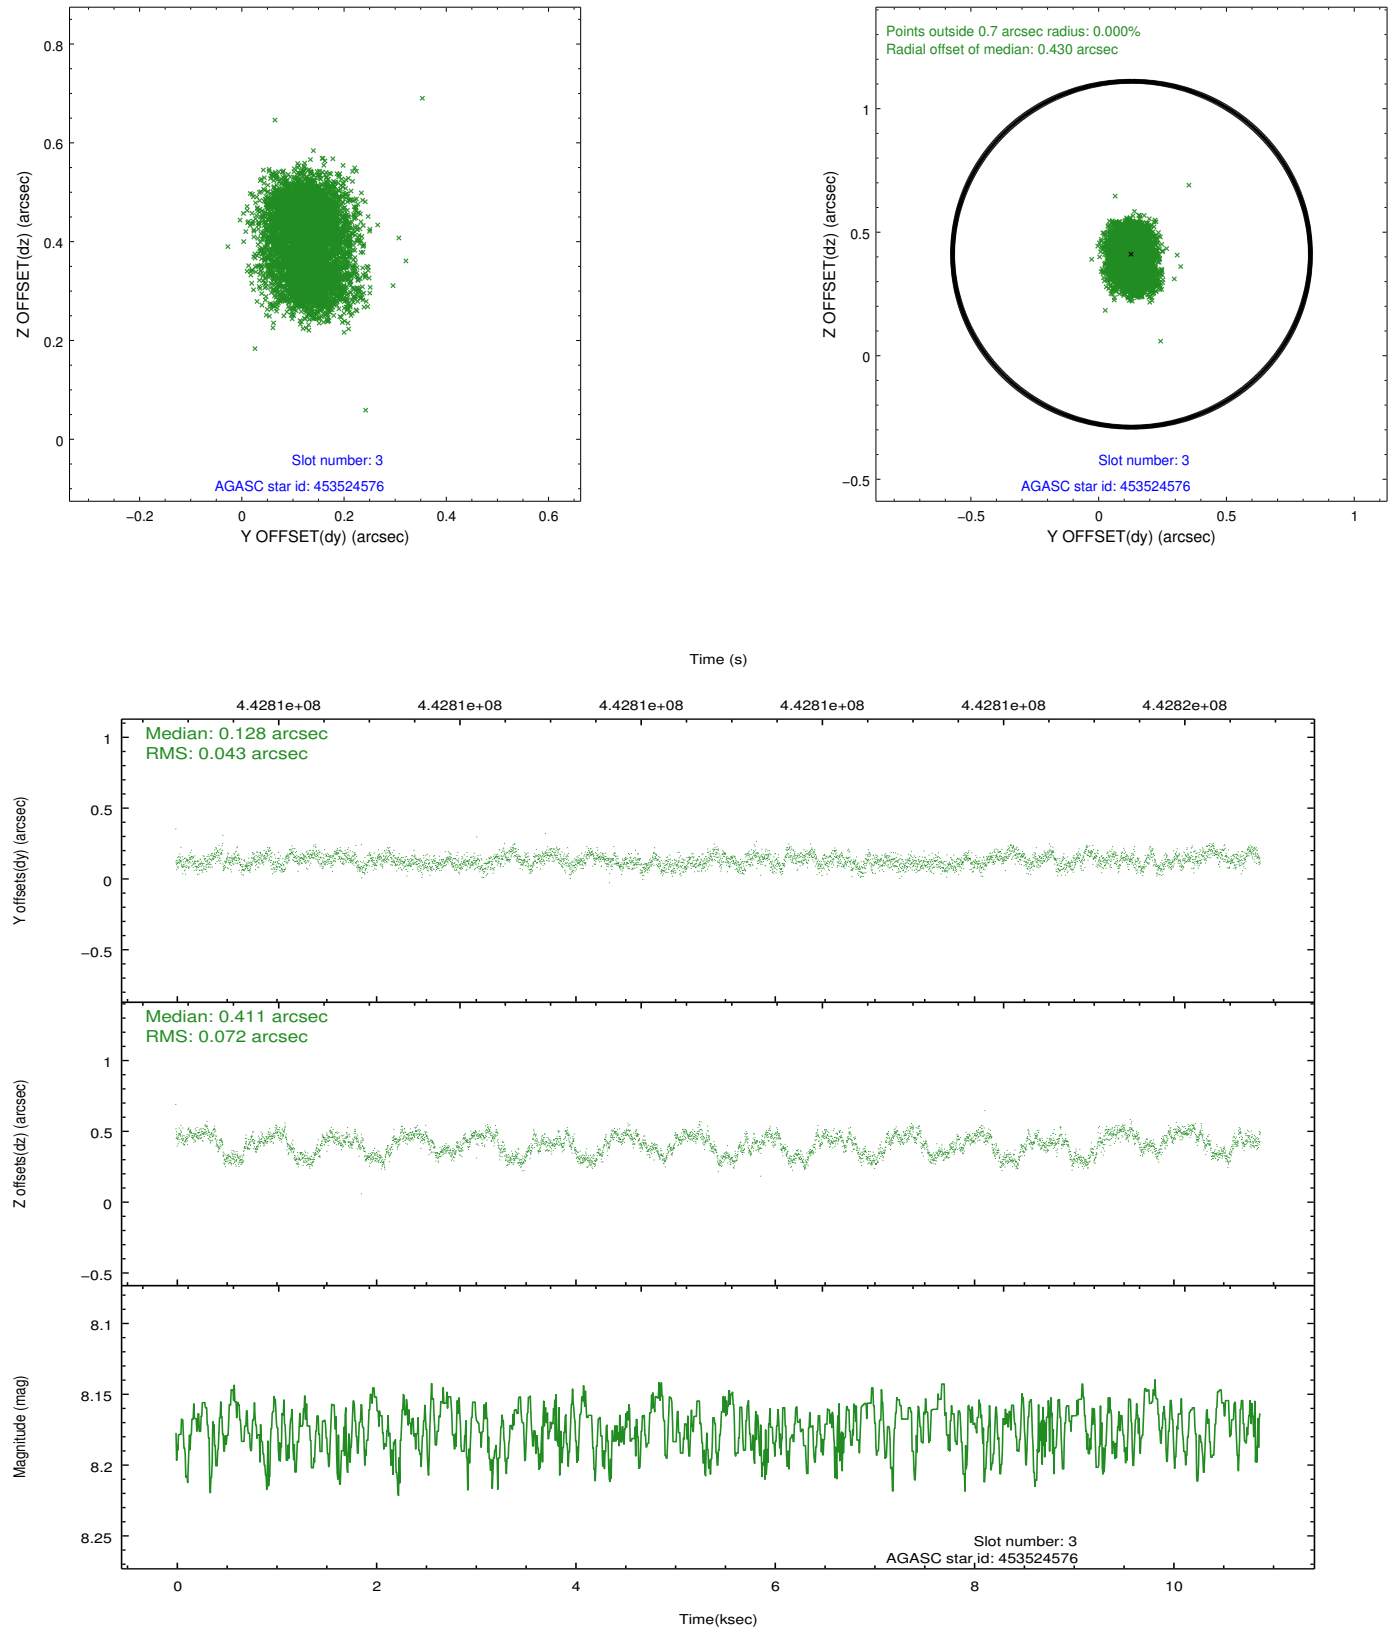 0.8
0.6
0.4
0.2
0
Z OFFSET(dz) (arcsec)
Slot number: 3
AGASC star id: 453524576
−0.2
0
0.2
0.4
0.6
Y OFFSET(dy) (arcsec)
Points outside 0.7 arcsec radius: 0.000%
Radial offset of median: 0.430 arcsec
1
0.5
0
−0.5
Z OFFSET(dz) (arcsec)
Slot number: 3
AGASC star id: 453524576
−0.5
0
0.5
1
Y OFFSET(dy) (arcsec)
Time (s)
4.4281e+08
4.4281e+08
4.4281e+08
4.4281e+08
4.4281e+08
4.4282e+08
Median: 0.128 arcsec
RMS: 0.043 arcsec
1
0.5
0
−0.5
Y offsets(dy) (arcsec)
Median: 0.411 arcsec
RMS: 0.072 arcsec
1
0.5
0
−0.5
Z offsets(dz) (arcsec)
8.1
8.15
8.2
8.25
Magnitude (mag)
Slot number: 3
AGASC star id: 453524576
0
2
4
6
8
10
Time(ksec)